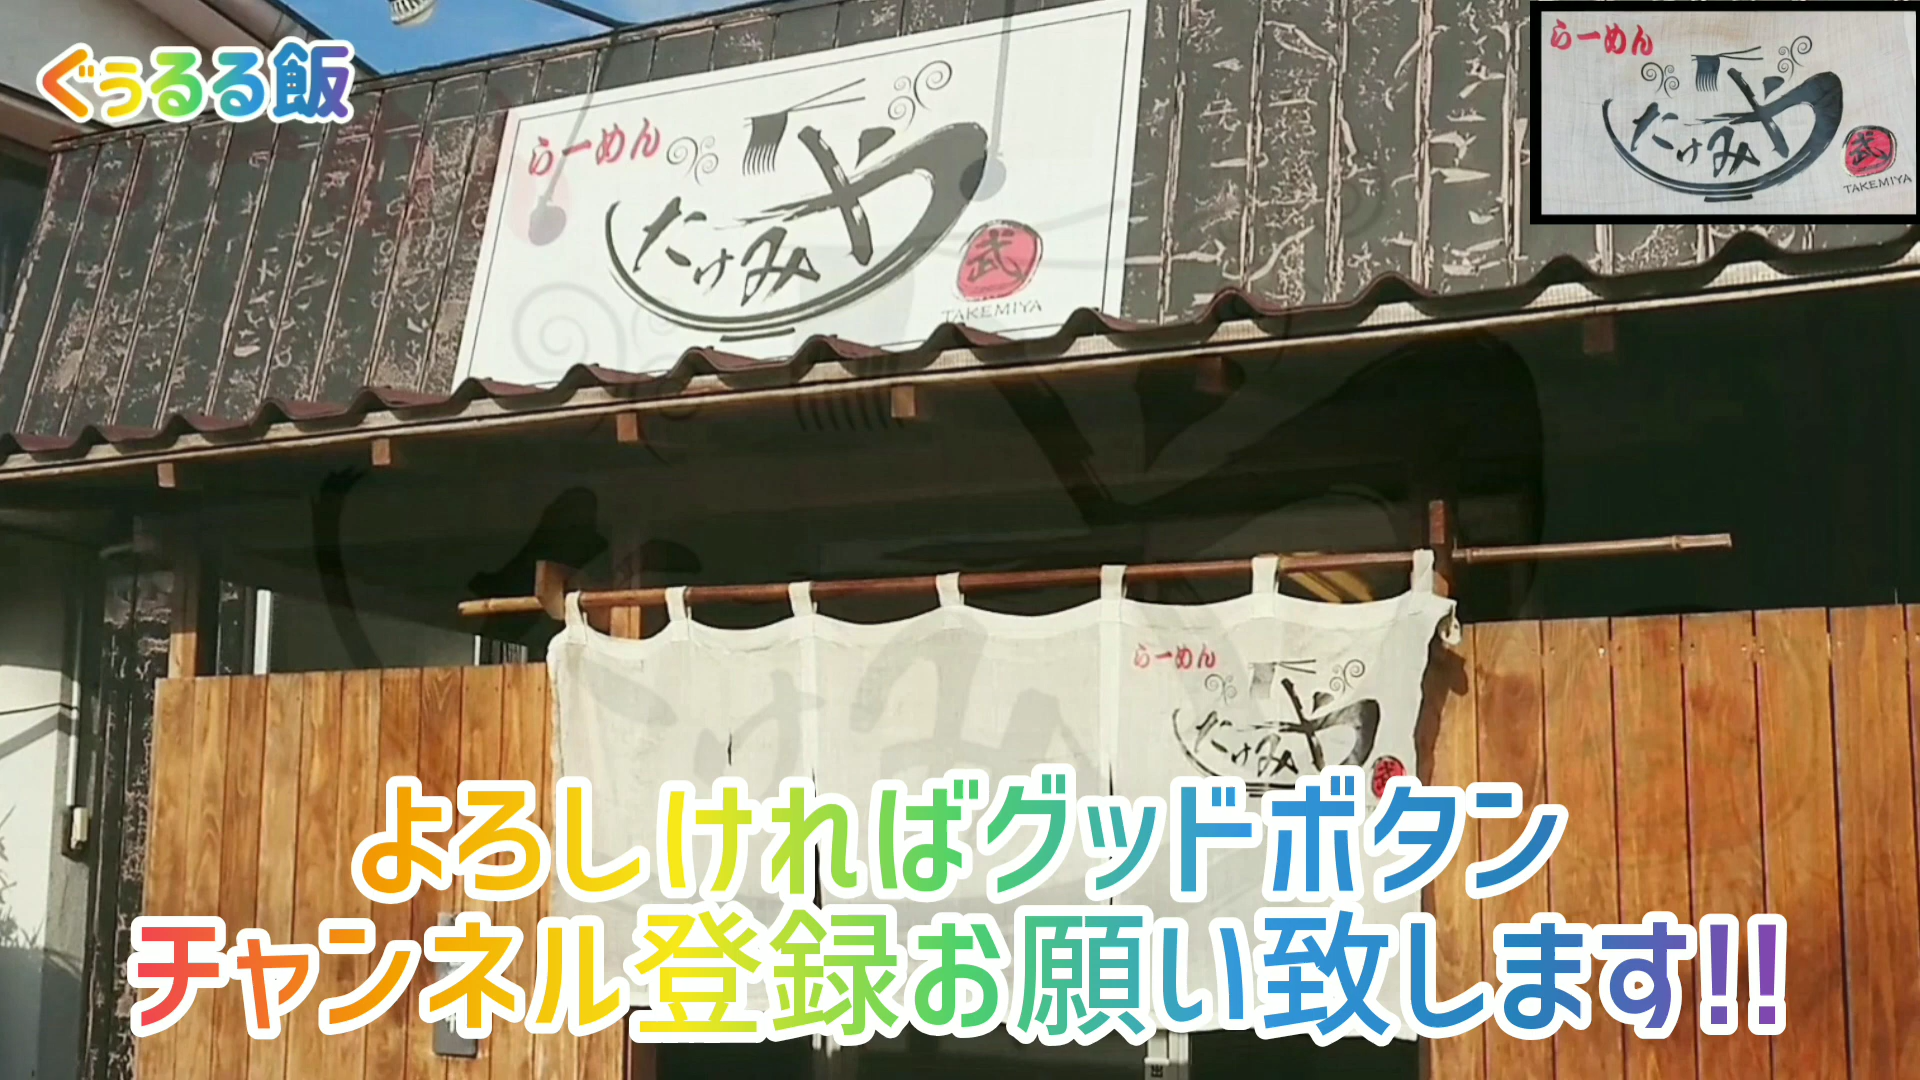 ぐぅるる飯
らーめん
たけみや
武
TAKEMIYA
らーめん
たけみや
武
TAKEMIYA
らーめん
たけみや
よろしければグッドボタン
チャンネル登録お願い致します!!